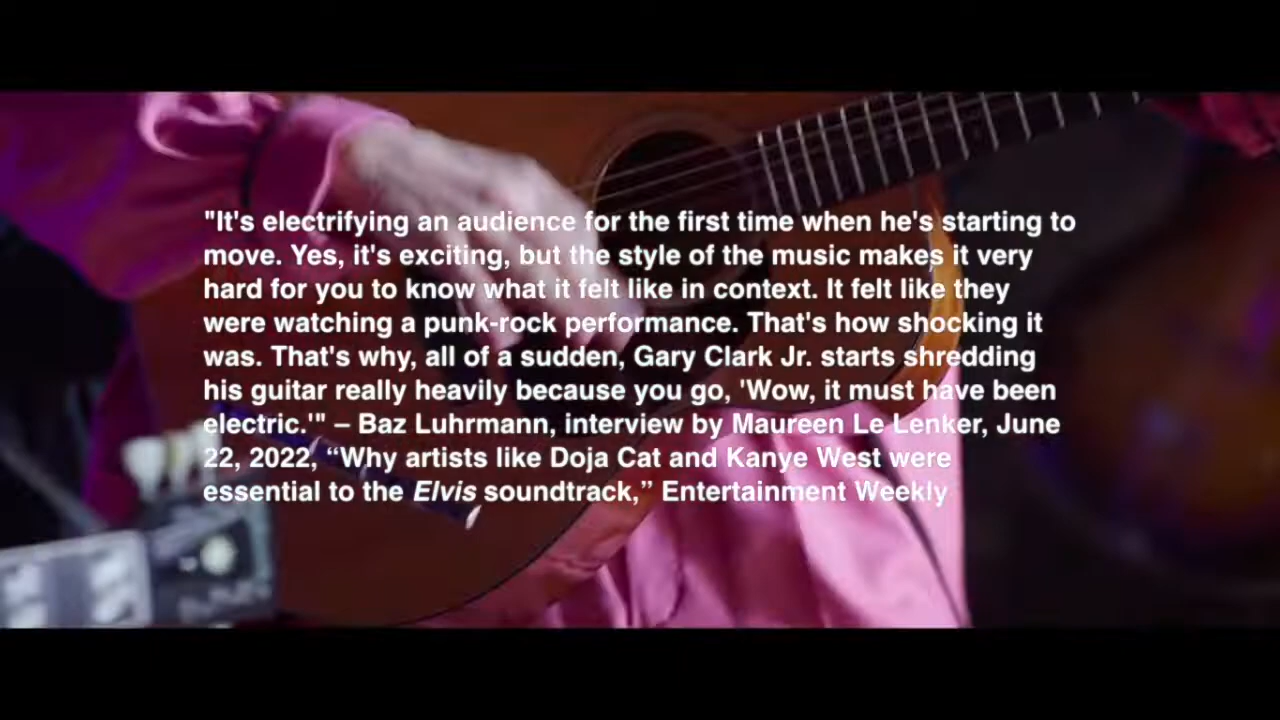 "It's electrifying an audience for the first time when he's starting to
move. Yes, it's exciting, but the style of the music makes it very
hard for you to know what it felt like in context. It felt like they
were watching a punk-rock performance. That's how shocking it
was. That's why, all of a sudden, Gary Clark Jr. starts shredding
his guitar really heavily because you go, 'Wow, it must have been
electric.'" – Baz Luhrmann, interview by Maureen Le Lenker, June
22, 2022, “Why artists like Doja Cat and Kanye West were
essential to the Elvis soundtrack,” Entertainment Weekly